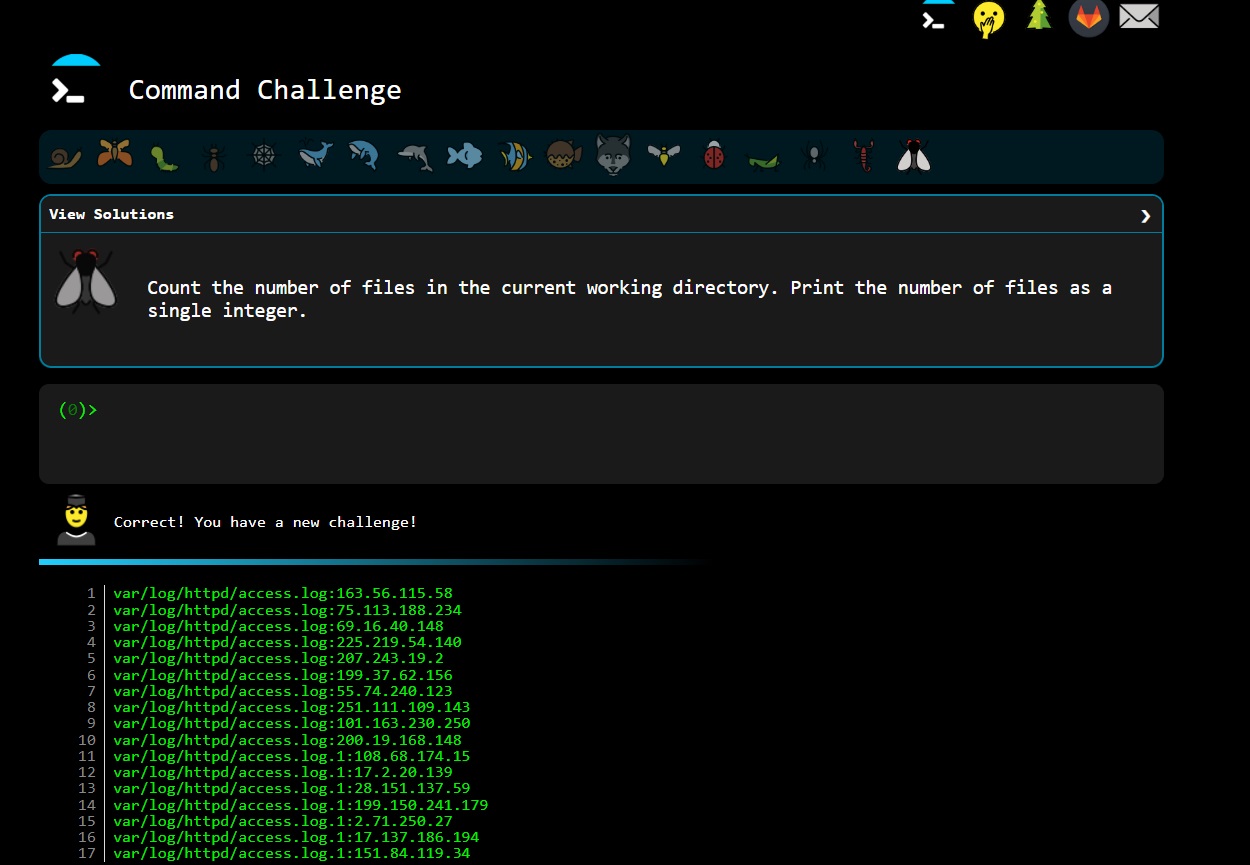 Command Challenge
View Solutions
Count the number of files in the current working directory. Print the number of files as a
single integer.
(0)>
Correct! You have a new challenge!
1 var/log/httpd/access.log:163.56.115.58
2 var/log/httpd/access.log:75.113.188.234
3 var/log/httpd/access.log:69.16.40.148
4 var/log/httpd/access.log:225.219.54.140
5 var/log/httpd/access.log:207.243.19.2
6 var/log/httpd/access.log:199.37.62.156
7 var/log/httpd/access.log:55.74.240.123
8 var/log/httpd/access.log:251.111.109.143
9 var/log/httpd/access.log:101.163.230.250
10 var/log/httpd/access.log:200.19.168.148
11 var/log/httpd/access.log.1:108.68.174.15
12 var/log/httpd/access.log.1:17.2.20.139
13 var/log/httpd/access.log.1:28.151.137.59
14 var/log/httpd/access.log.1:199.150.241.179
15 var/log/httpd/access.log.1:2.71.250.27
16 var/log/httpd/access.log.1:17.137.186.194
17 var/log/httpd/access.log.1:151.84.119.34